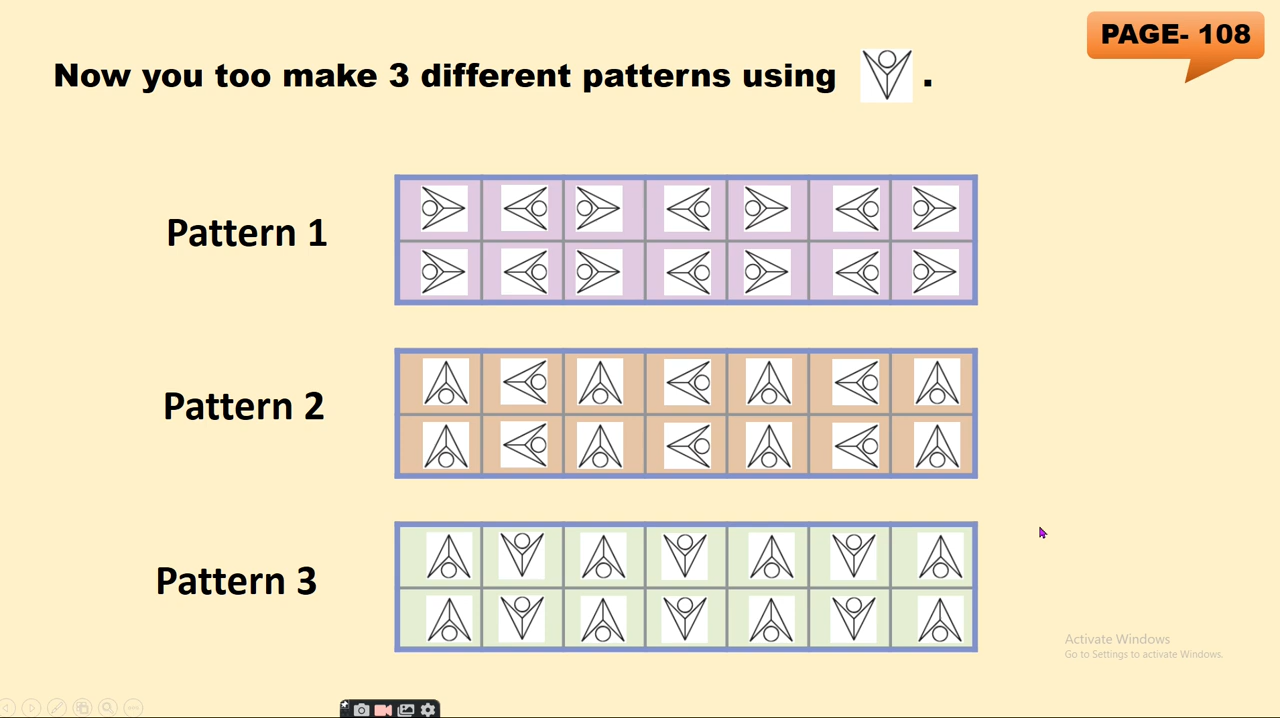 PAGE- 108
Now you too make 3 different patterns using .
Pattern 1
Pattern 2
Pattern 3
Activate Windows
Go to Settings to activate Windows.